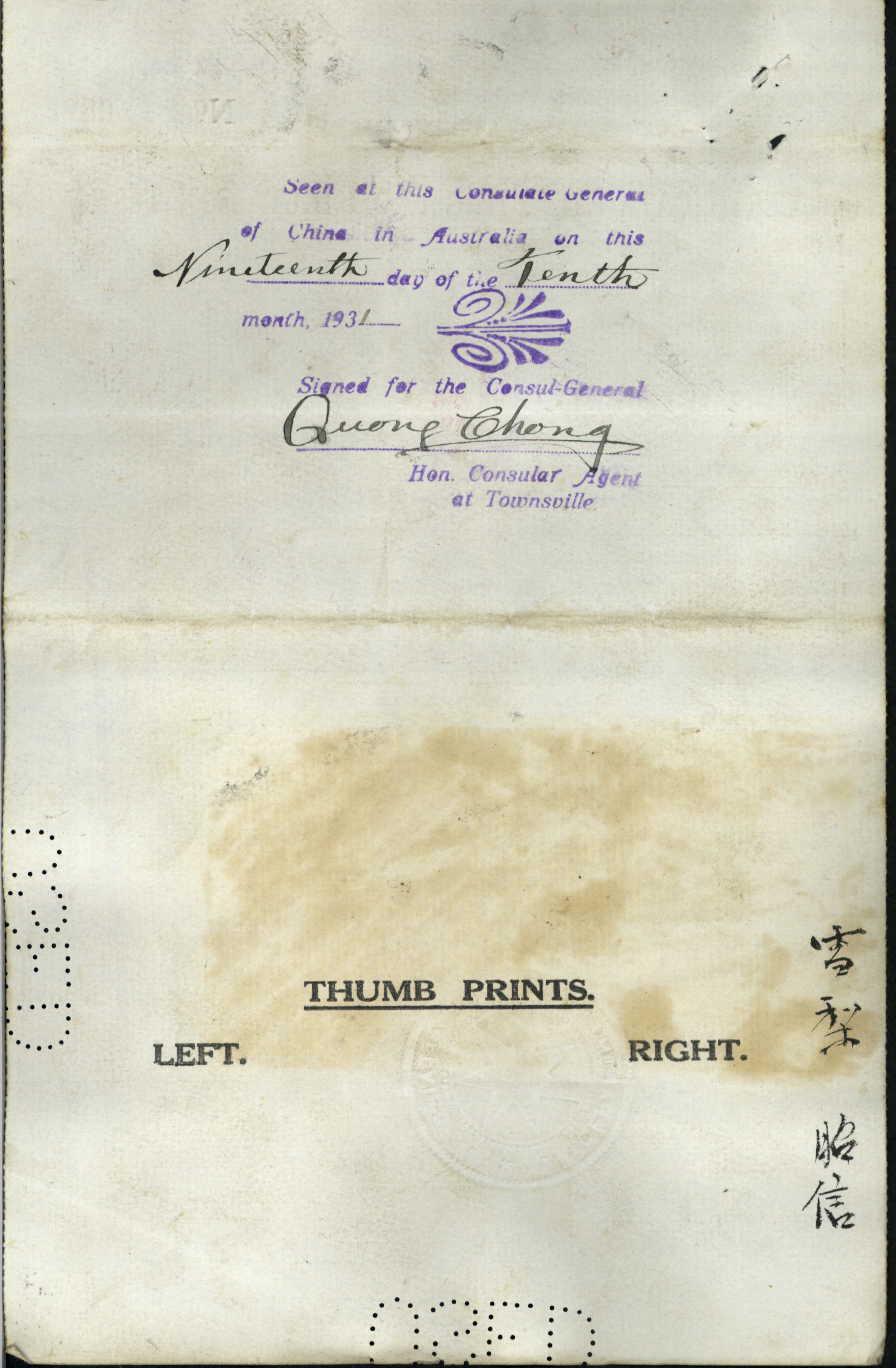 Seen at this Consulate General
of China in Australia on this
Nineteenth day of the Tenth
month, 1931
Signed for the Consul-General
Quong Chong
Hon. Consular Agent
at Townsville
THUMB PRINTS.
LEFT. RIGHT.
雪梨 昭信